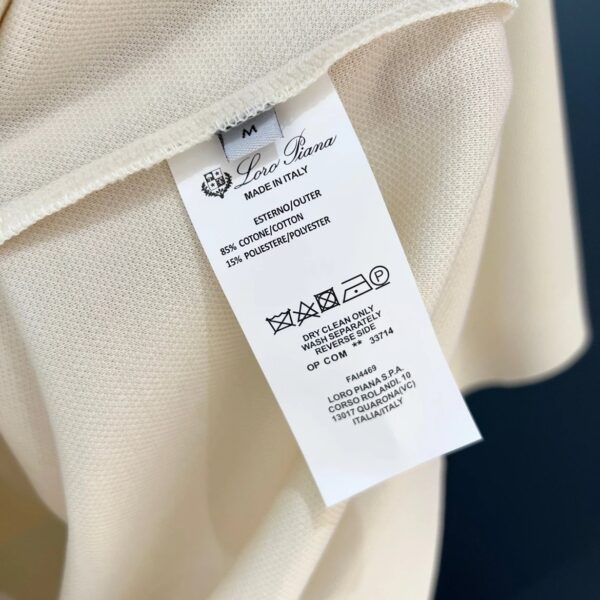 M
Loro Piana
MADE IN ITALY
ESTERNO/OUTER
85% COTONE/COTTON
15% POLIESTERE/POLYESTER
P
DRY CLEAN ONLY
WASH SEPARATELY
REVERSE SIDE
OP COM ** 33714
FAI4469
LORO PIANA S.P.A.
CORSO ROLANDI. 10
13017 QUARONA(VC)
ITALIA/ITALY